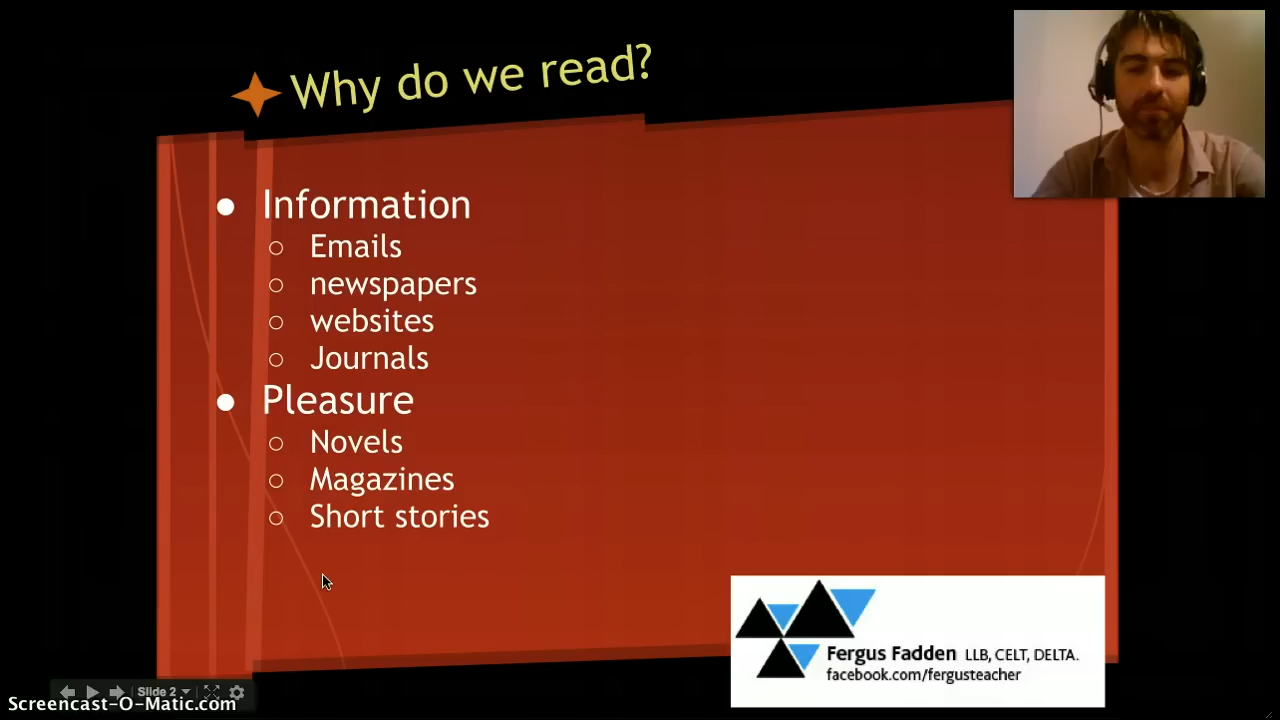 Why do we read?
Information
Emails
newspapers
websites
Journals
Pleasure
Novels
Magazines
Short stories
Fergus Fadden LLB, CELT, DELTA.
facebook.com/fergusteacher
Slide 2
Screencast-O-Matic.com